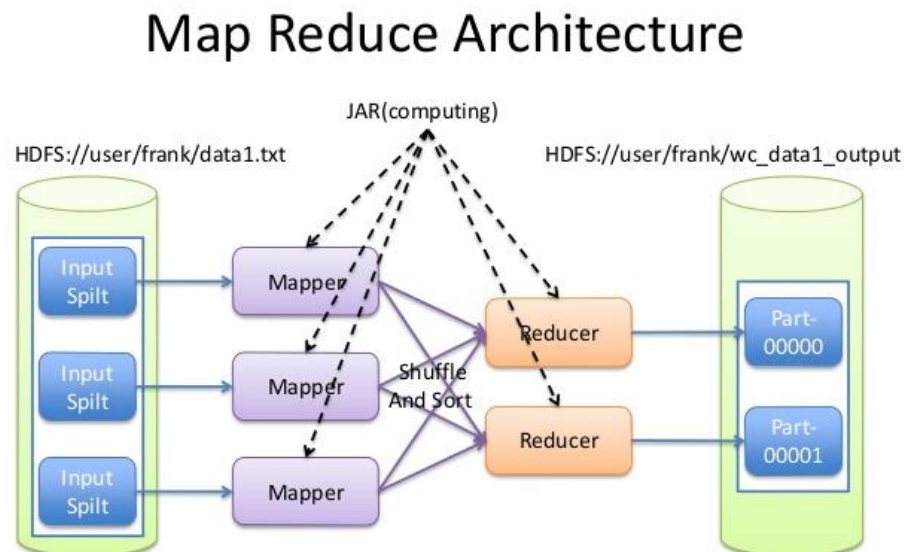 Map Reduce Architecture
JAR(computing)
HDFS://user/frank/data1.txt
HDFS://user/frank/wc_data1_output
Input
Spilt
Mapper
Input
Spilt
Mapper
Input
Spilt
Mapper
Shuffle
And Sort
Reducer
Reducer
Part-
00000
Part-
00001